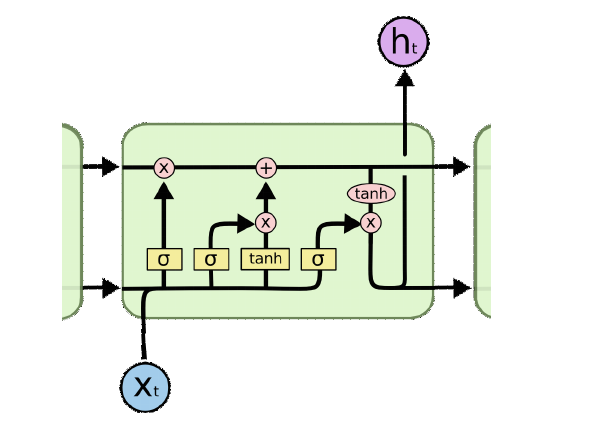 ht
x +
tanh
x x
σ σ tanh σ
xt